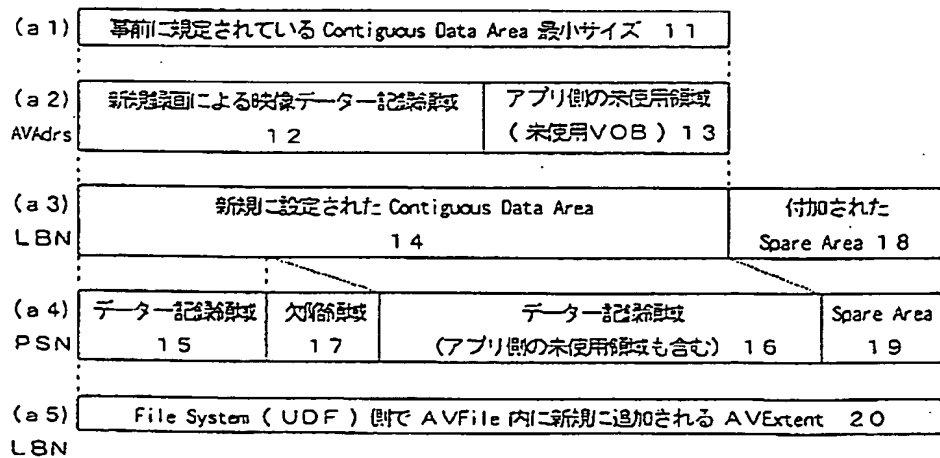 (a1) 事前に規定されている Contiguous Data Area 最小サイズ 11
(a2) 新規録画による映像データー記録領域 アプリ側の未使用領域
AVAdrs 12 (未使用VOB) 13
(a3) 新規に設定された Contiguous Data Area 付加された
LBN 14 Spare Area 18
(a4) データー記録領域 欠陥領域 データー記録領域 Spare Area
PSN 15 17 (アプリ側の未使用領域も含む) 16 19
(a5) File System (UDF) 側で AVFile 内に新規に追加される AVExtent 20
LBN